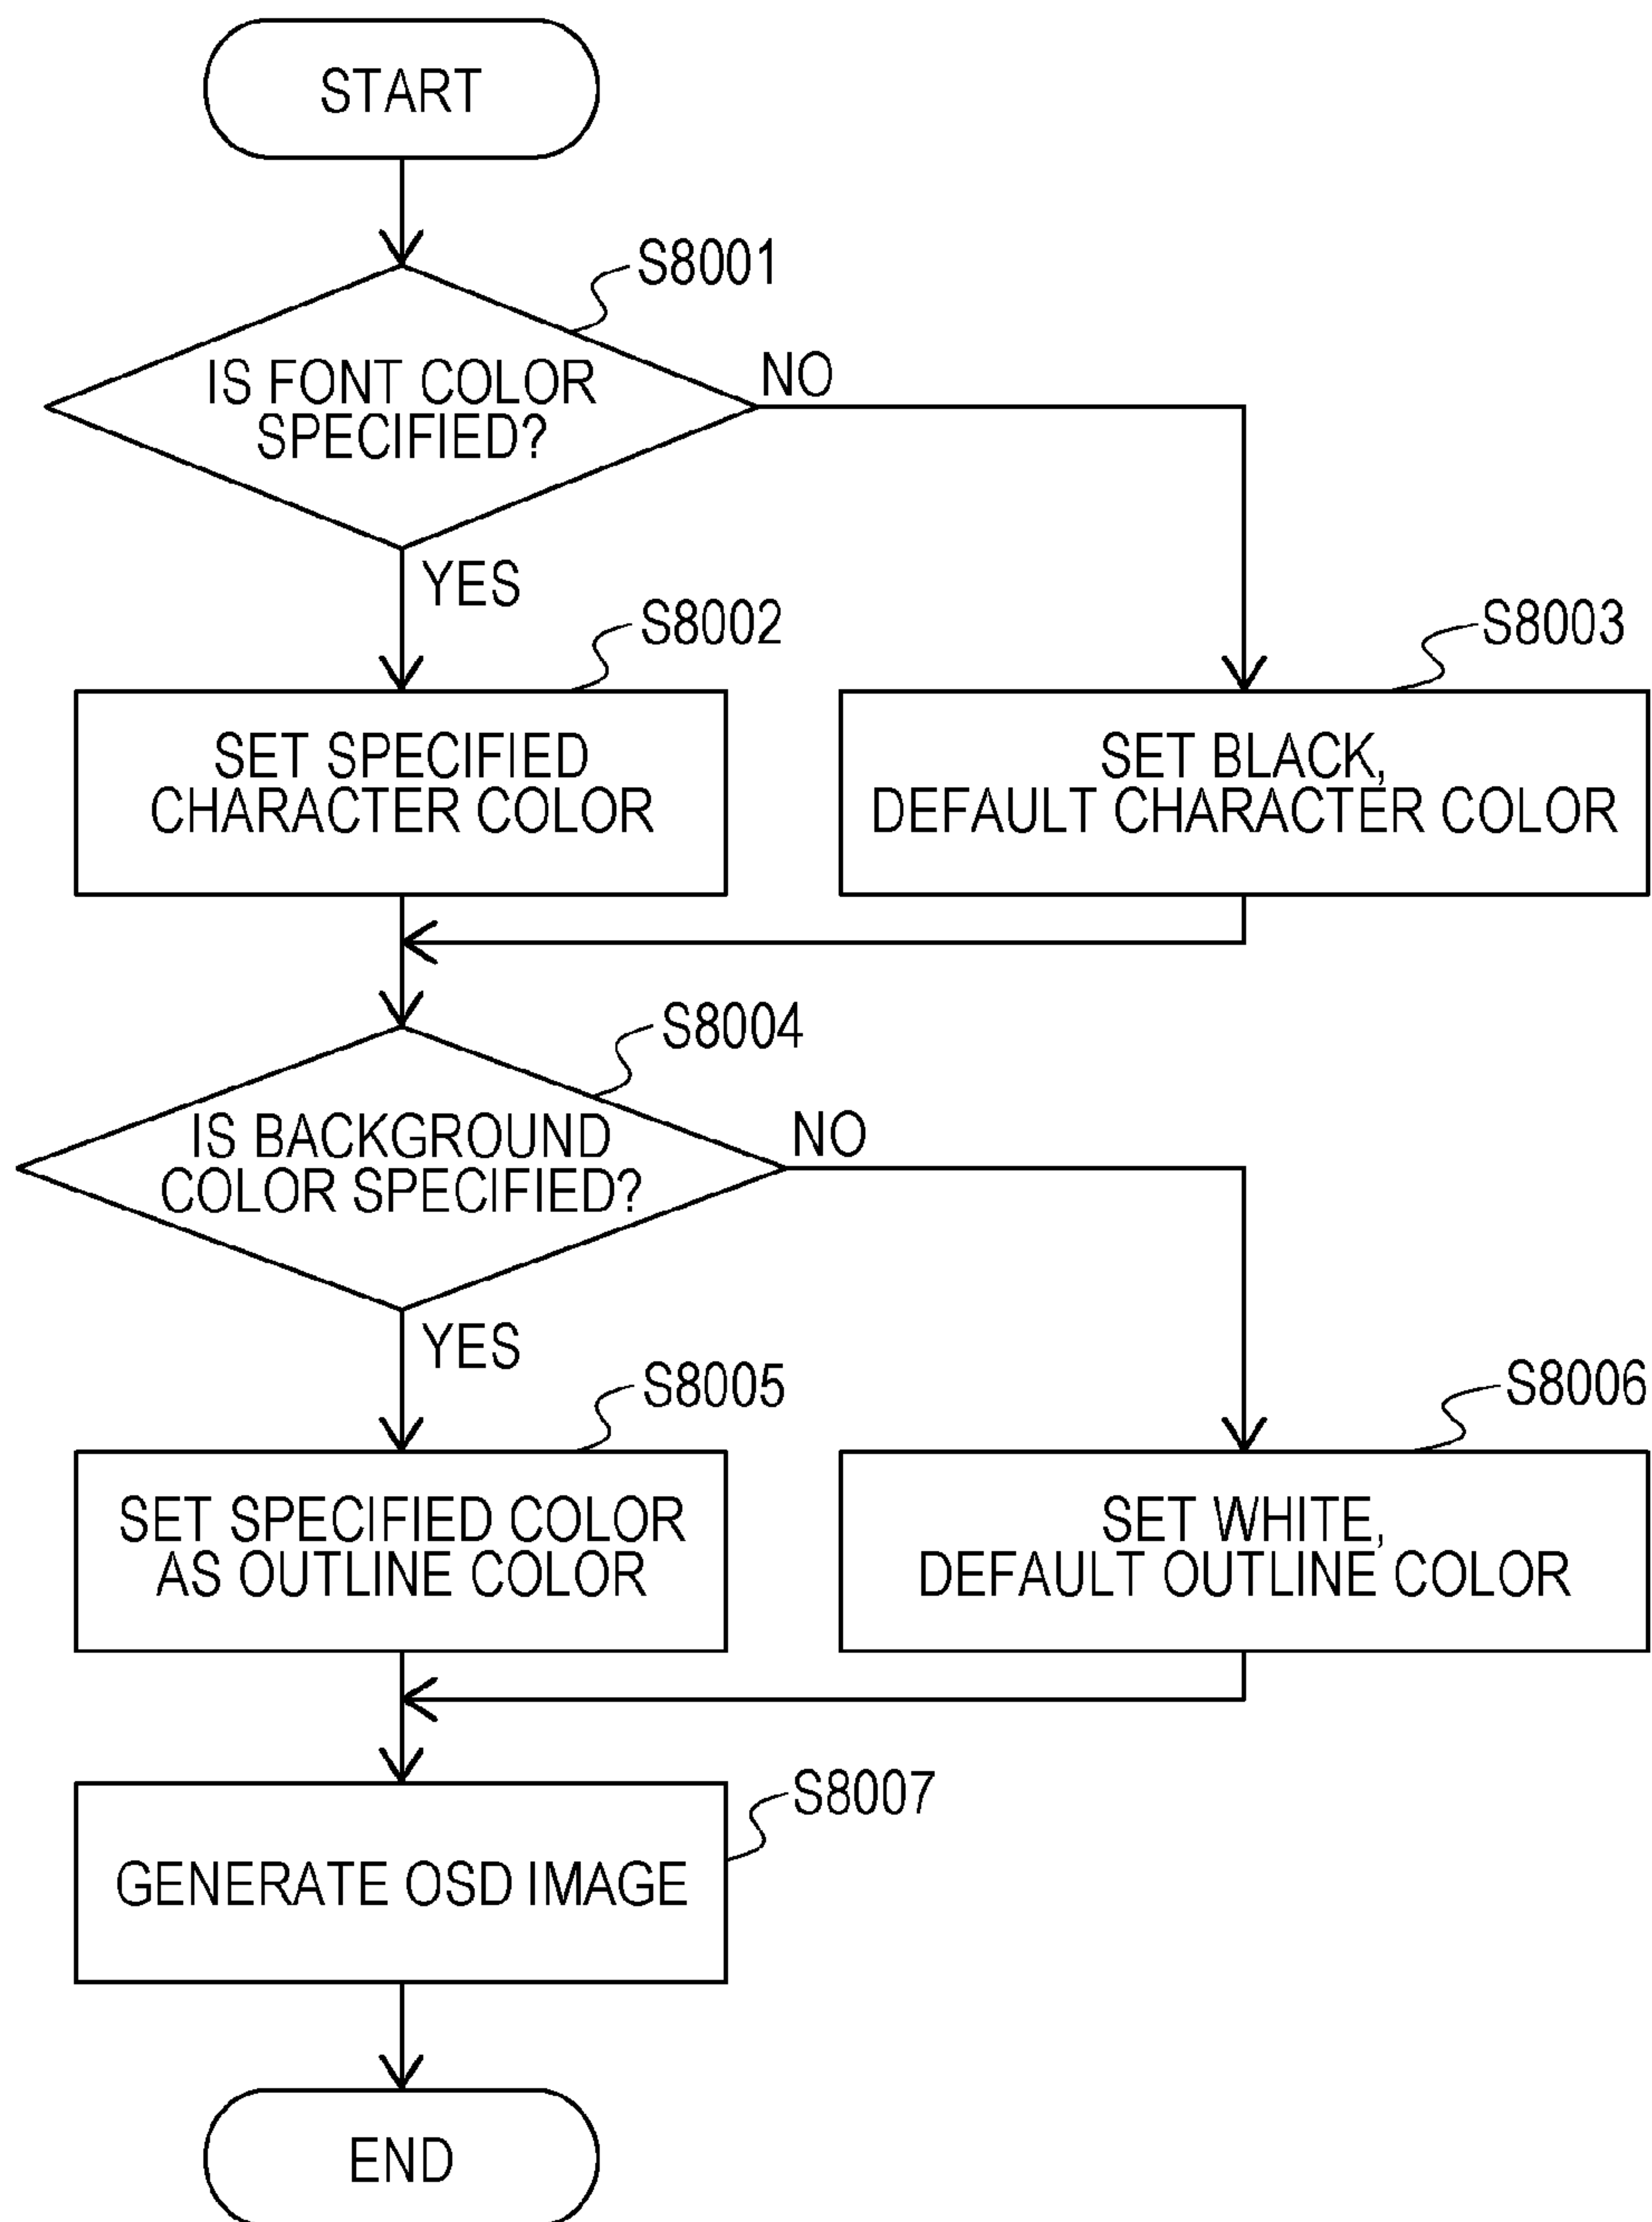 START
S8001
IS FONT COLOR
SPECIFIED?
NO
YES
S8002
S8003
SET SPECIFIED
CHARACTER COLOR
SET BLACK,
DEFAULT CHARACTER COLOR
S8004
IS BACKGROUND
COLOR SPECIFIED?
NO
YES
S8005
S8006
SET SPECIFIED COLOR
AS OUTLINE COLOR
SET WHITE,
DEFAULT OUTLINE COLOR
S8007
GENERATE OSD IMAGE
END